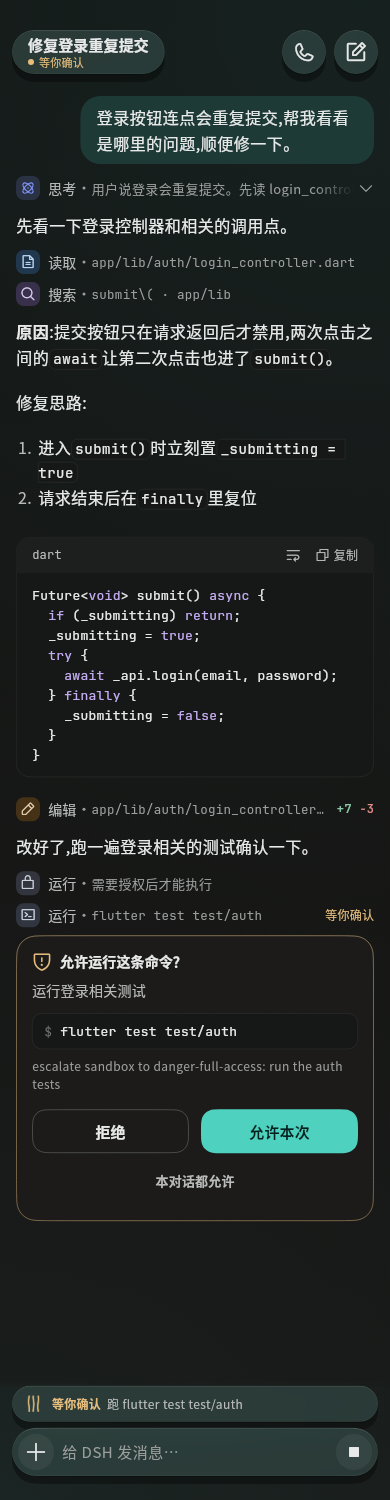 修复登录重复提交
等你确认
登录按钮连点会重复提交,帮我看看
是哪里的问题,顺便修一下。
思考 · 用户说登录会重复提交。先读 login_contro
先看一下登录控制器和相关的调用点。
读取 · app/lib/auth/login_controller.dart
搜索 · submit\( · app/lib
原因:提交按钮只在请求返回后才禁用,两次点击之
间的 await 让第二次点击也进了 submit()。
修复思路:
1. 进入 submit() 时立刻置 _submitting =
true
2. 请求结束后在 finally 里复位
dart 复制
Future<void> submit() async {
if (_submitting) return;
_submitting = true;
try {
await _api.login(email, password);
} finally {
_submitting = false;
}
}
编辑 · app/lib/auth/login_controller… +7 -3
改好了,跑一遍登录相关的测试确认一下。
运行 · 需要授权后才能执行
运行 · flutter test test/auth 等你确认
允许运行这条命令?
运行登录相关测试
$ flutter test test/auth
escalate sandbox to danger-full-access: run the auth
tests
拒绝 允许本次
本对话都允许
等你确认 跑 flutter test test/auth
给 DSH 发消息…